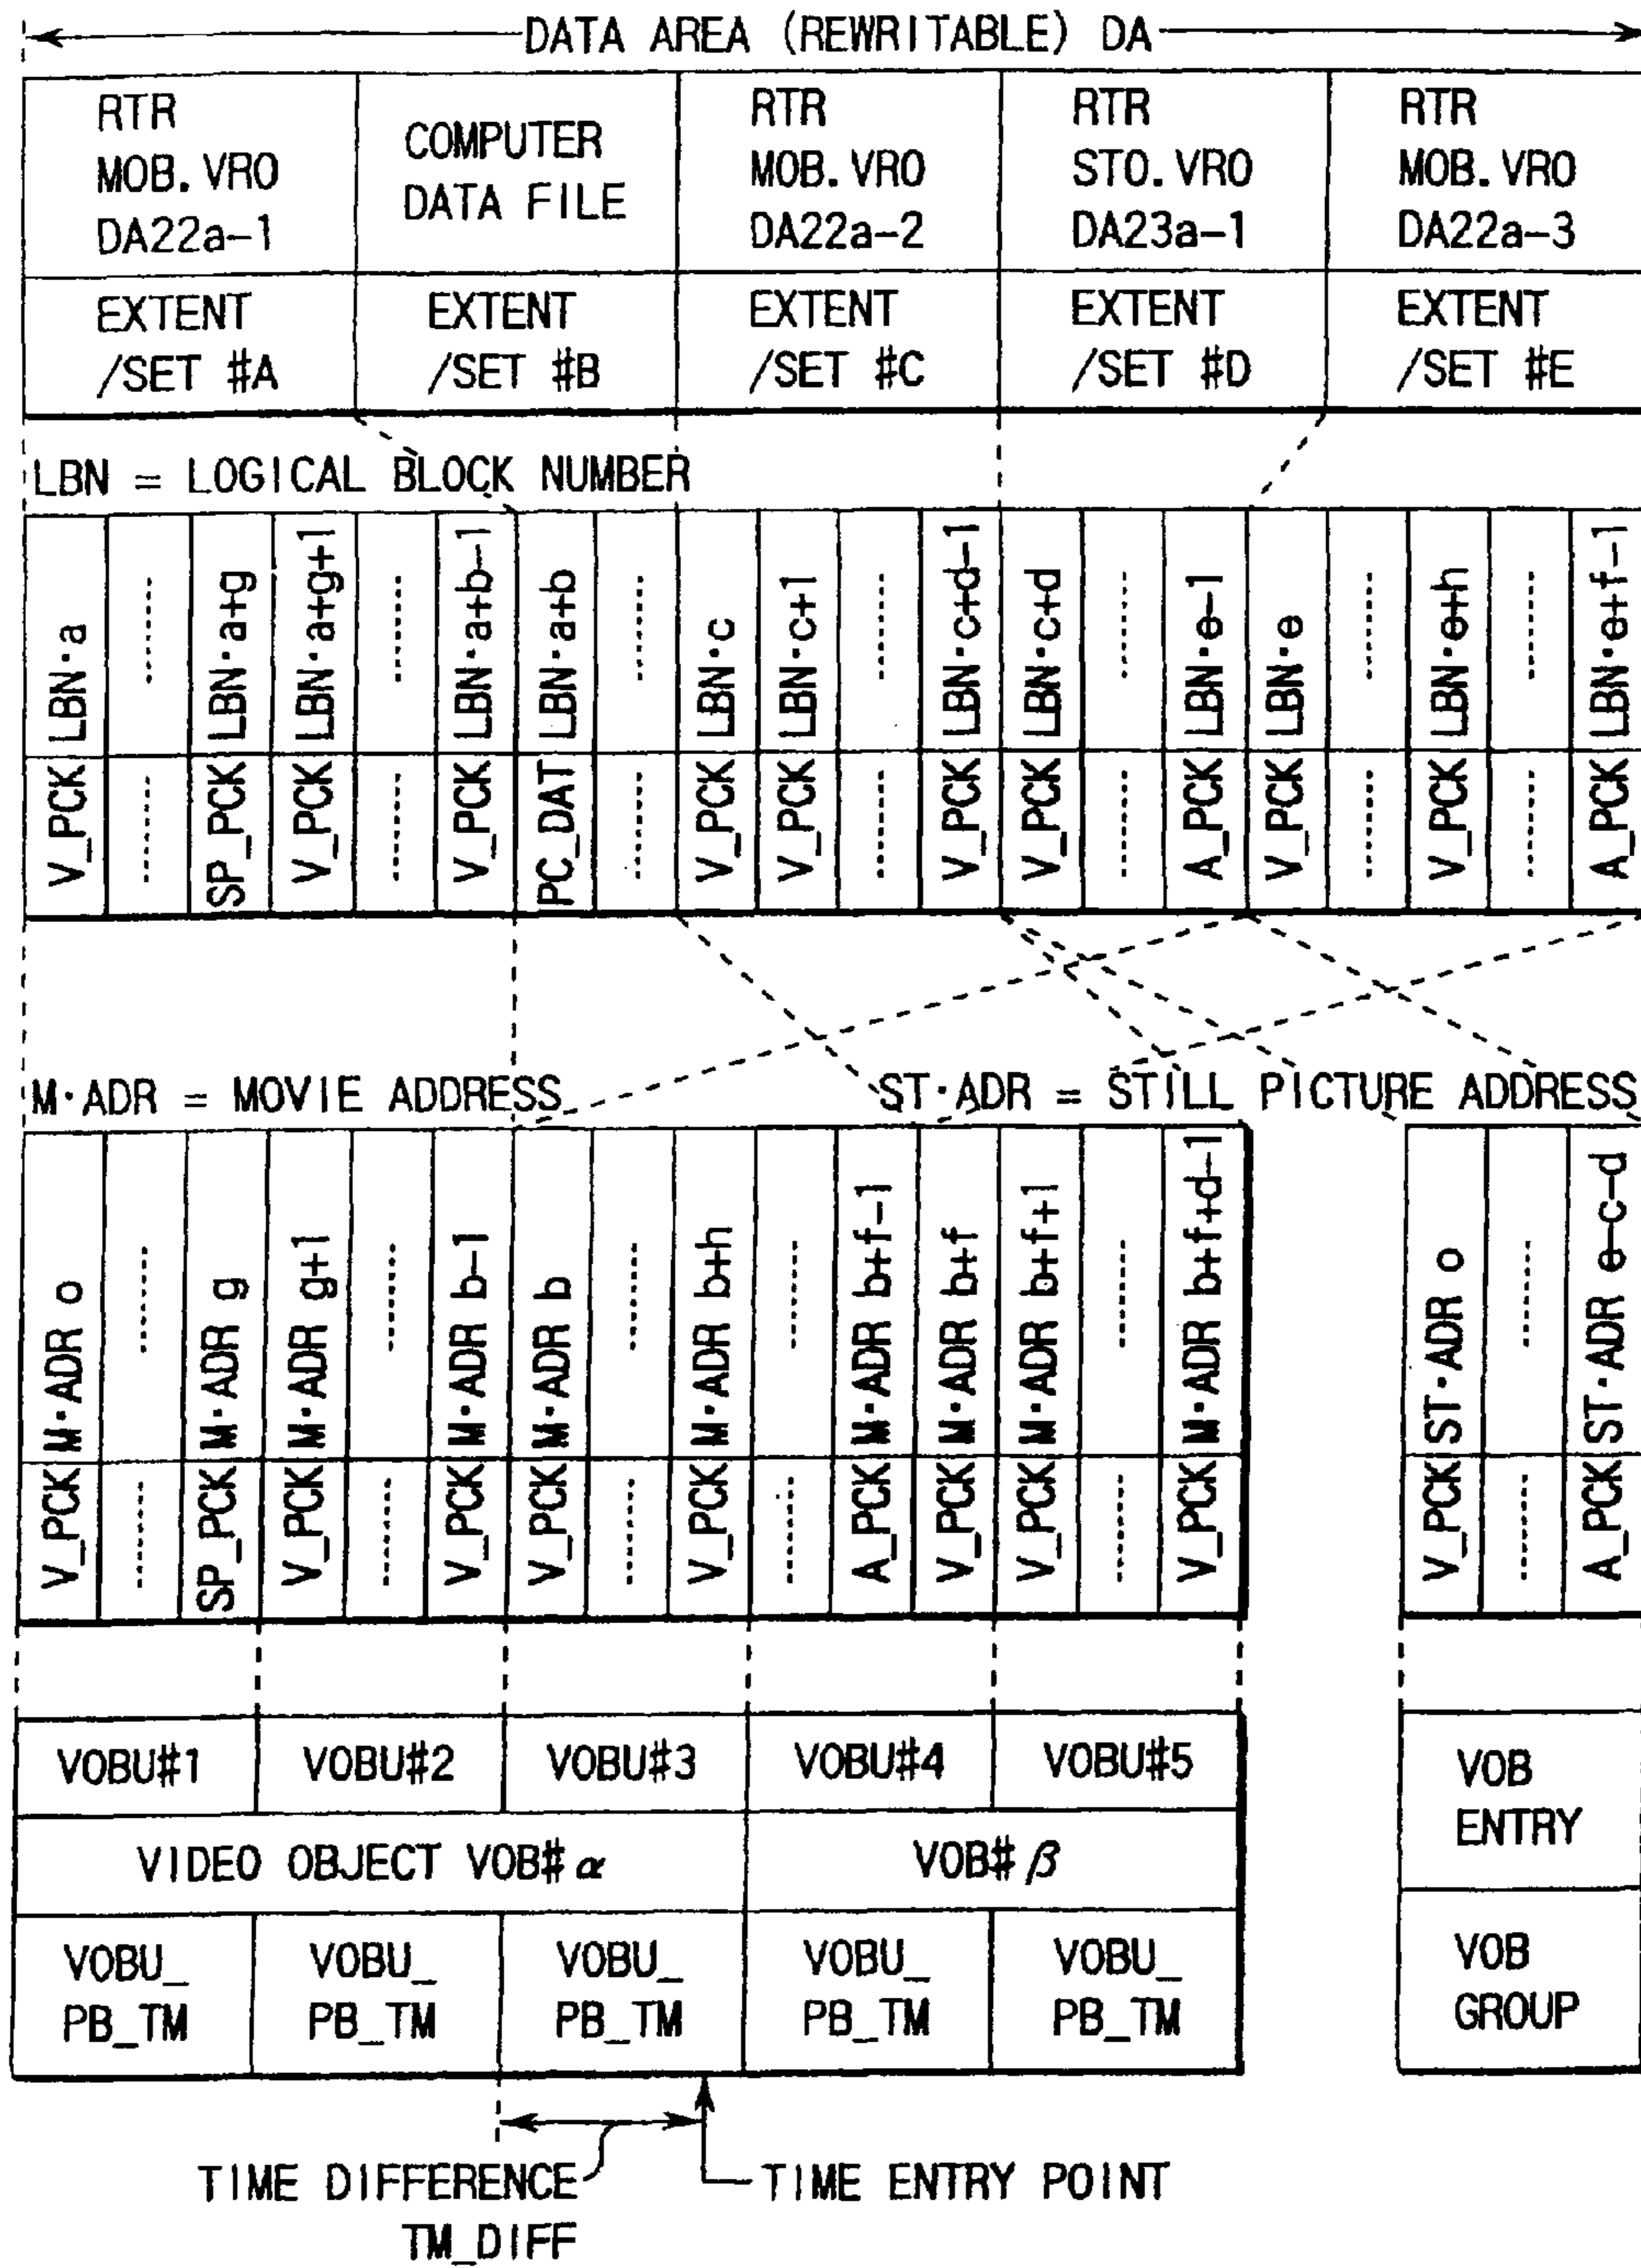 DATA AREA (REWRITABLE) DA
RTR
MOB. VRO
DA22a-1
COMPUTER
DATA FILE
RTR
MOB. VRO
DA22a-2
RTR
STO. VRO
DA23a-1
RTR
MOB. VRO
DA22a-3
EXTENT
/SET #A
EXTENT
/SET #B
EXTENT
/SET #C
EXTENT
/SET #D
EXTENT
/SET #E
LBN = LOGICAL BLOCK NUMBER
V_PCK LBN·a
SP_PCK LBN·a+g
V_PCK LBN·a+g+1
V_PCK LBN·a+b-1
PC_DAT LBN·a+b
V_PCK LBN·c
V_PCK LBN·c+1
V_PCK LBN·c+d-1
V_PCK LBN·c+d
A_PCK LBN·e-1
V_PCK LBN·e
V_PCK LBN·e+h
A_PCK LBN·e+f-1
M·ADR = MOVIE ADDRESS
ST·ADR = STILL PICTURE ADDRESS
V_PCK M·ADR o
SP_PCK M·ADR g
V_PCK M·ADR g+1
V_PCK M·ADR b-1
V_PCK M·ADR b
V_PCK M·ADR b+h
A_PCK M·ADR b+f-1
V_PCK M·ADR b+f
V_PCK M·ADR b+f+1
V_PCK M·ADR b+f+d-1
V_PCK ST·ADR o
A_PCK ST·ADR e-c-d
VOBU#1
VOBU#2
VOBU#3
VOBU#4
VOBU#5
VOB
ENTRY
VIDEO OBJECT VOB# α
VOB# β
VOBU_
PB_TM
VOBU_
PB_TM
VOBU_
PB_TM
VOBU_
PB_TM
VOBU_
PB_TM
VOB
GROUP
TIME DIFFERENCE
TM_DIFF
TIME ENTRY POINT